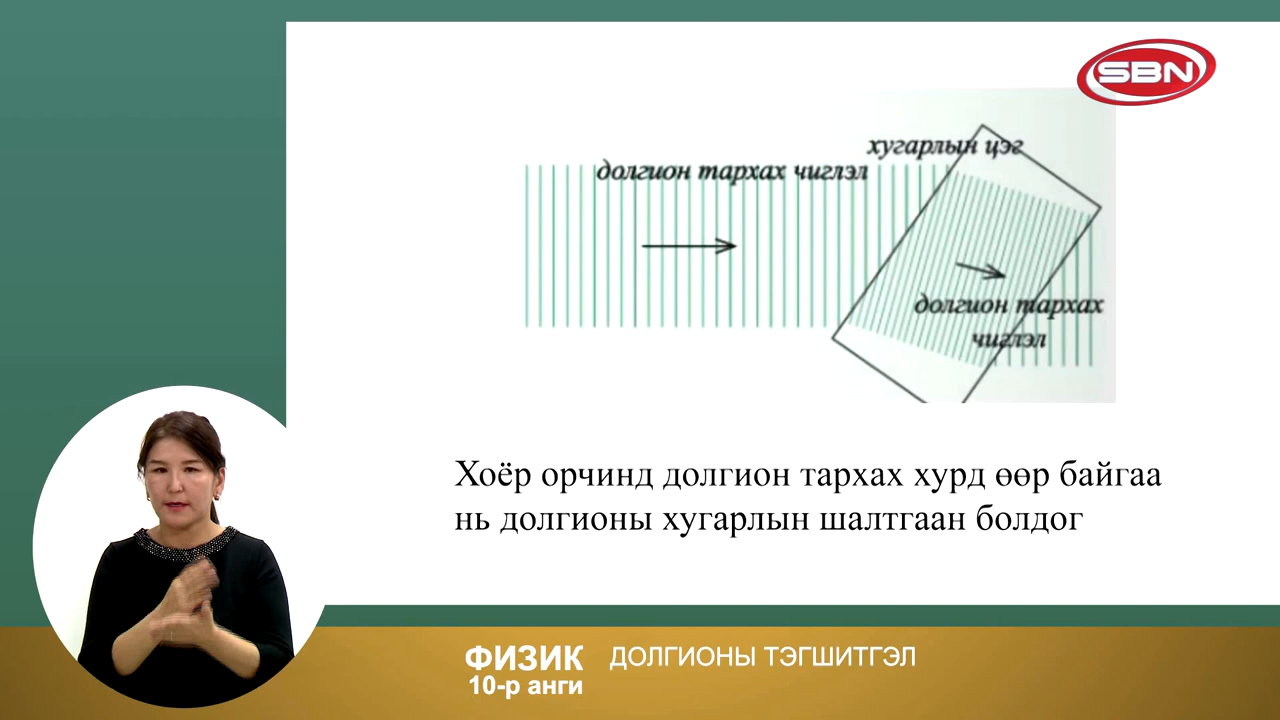 SBN
хугарлын цэг
долгион тархах чиглэл
долгион тархах
чиглэл
Хоёр орчинд долгион тархах хурд өөр байгаа
нь долгионы хугарлын шалтгаан болдог
ФИЗИК
10-р анги
ДОЛГИОНЫ ТЭГШИТГЭЛ